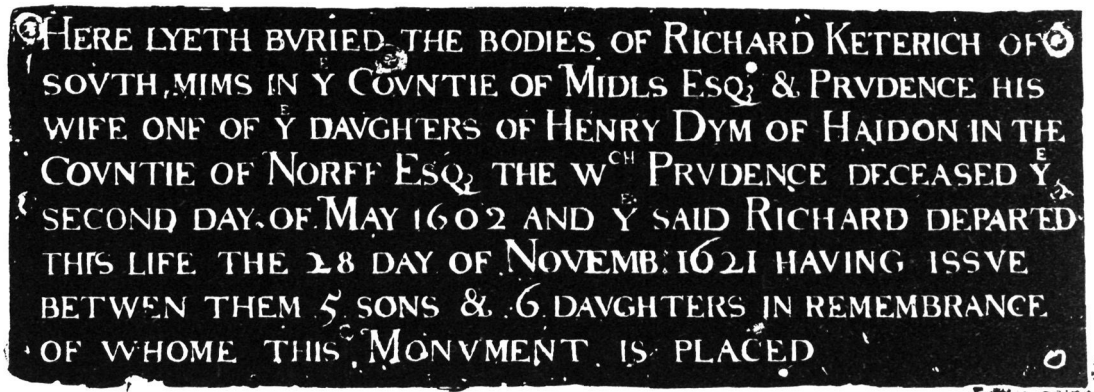 HERE LYETH BVRIED THE BODIES OF RICHARD KETERICH OF
SOVTH MIMS IN Y^E COVNTIE OF MIDLS ESQ; & PRVDENCE HIS
WIFE ONE OF Y^E DAVGHTERS OF HENRY DYM OF HAIDON IN THE
COVNTIE OF NORFF ESQ; THE W^CH PRVDENCE DECEASED Y^E
SECOND DAY OF MAY 1602 AND Y^E SAID RICHARD DEPARTED
THIS LIFE THE 28 DAY OF NOVEMB: 1621 HAVING ISSVE
BETWEN THEM 5 SONS & 6 DAVGHTERS IN REMEMBRANCE
OF WHOME THIS MONVMENT IS PLACED